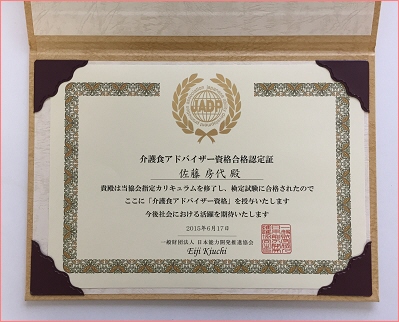 JADP
介護食アドバイザー資格合格認定証
佐藤 房代 殿
貴殿は当協会指定カリキュラムを修了し、検定試験に合格されたので
ここに「介護食アドバイザー資格」を授与いたします
今後社会における活躍を期待いたします
2015年6月17日
一般財団法人 日本能力開発推進協会
Eiji Kiuchi